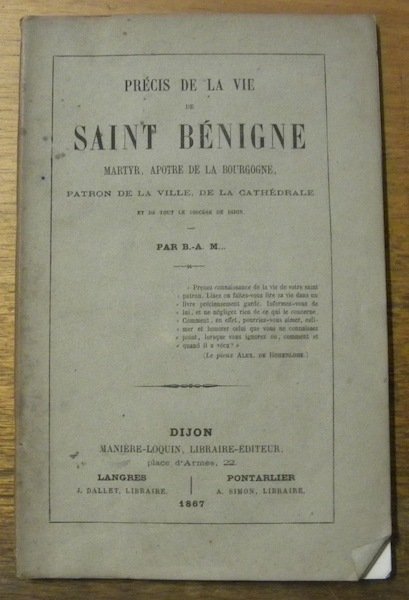 PRÉCIS DE LA VIE
DE
SAINT BÉNIGNE
MARTYR, APOTRE DE LA BOURGOGNE,
PATRON DE LA VILLE, DE LA CATHÉDRALE
ET DE TOUT LE DIOCÈSE DE DIJON
PAR B.-A. M...
« Prenez connaissance de la vie de votre saint
« patron. Lisez ou faites-vous lire sa vie dans un
« livre précieusement gardé. Informez-vous de
« lui, et ne négligez rien de ce qui le concerne.
« Comment, en effet, pourriez-vous aimer, esti-
« mer et honorer celui que vous ne connaissez
« point, lorsque vous ignorez où, comment et
« quand il a vécu? »
(Le pieux ALEX. DE HOHENLOHE.)
DIJON
MANIÈRE-LOQUIN, LIBRAIRE-ÉDITEUR,
place d'Armes, 22.
LANGRES | PONTARLIER
J. DALLET, LIBRAIRE. | A. SIMON, LIBRAIRE.
1867